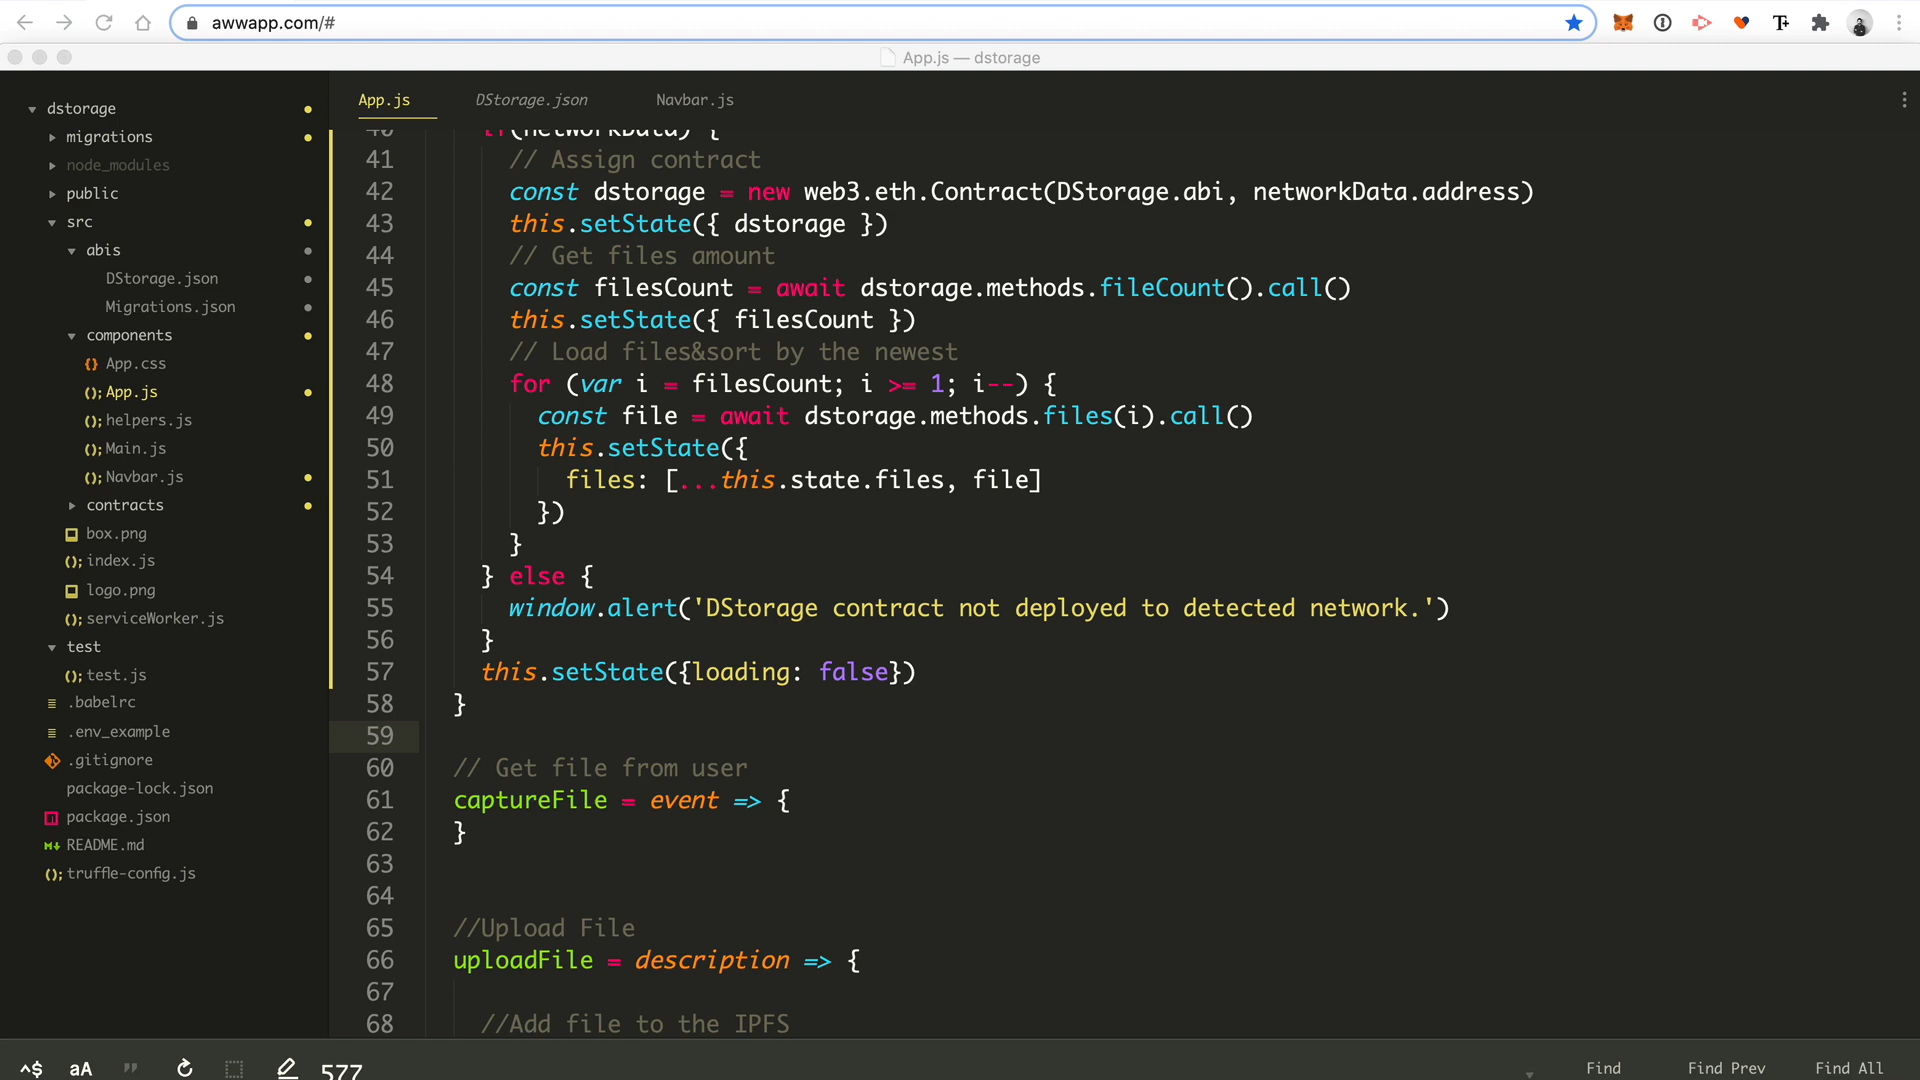 awwapp.com/#
App.js — dstorage
dstorage
migrations
node_modules
public
src
abis
DStorage.json
Migrations.json
components
App.css
App.js
helpers.js
Main.js
Navbar.js
contracts
box.png
index.js
logo.png
serviceWorker.js
test
test.js
.babelrc
.env_example
.gitignore
package-lock.json
package.json
README.md
truffle-config.js
App.js DStorage.json Navbar.js
40 if(networkData) {
41 // Assign contract
42 const dstorage = new web3.eth.Contract(DStorage.abi, networkData.address)
43 this.setState({ dstorage })
44 // Get files amount
45 const filesCount = await dstorage.methods.fileCount().call()
46 this.setState({ filesCount })
47 // Load files&sort by the newest
48 for (var i = filesCount; i >= 1; i--) {
49 const file = await dstorage.methods.files(i).call()
50 this.setState({
51 files: [...this.state.files, file]
52 })
53 }
54 } else {
55 window.alert('DStorage contract not deployed to detected network.')
56 }
57 this.setState({loading: false})
58 }
59
60 // Get file from user
61 captureFile = event => {
62 }
63
64
65 //Upload File
66 uploadFile = description => {
67
68 //Add file to the IPFS
^$ aA " 577 Find Find Prev Find All